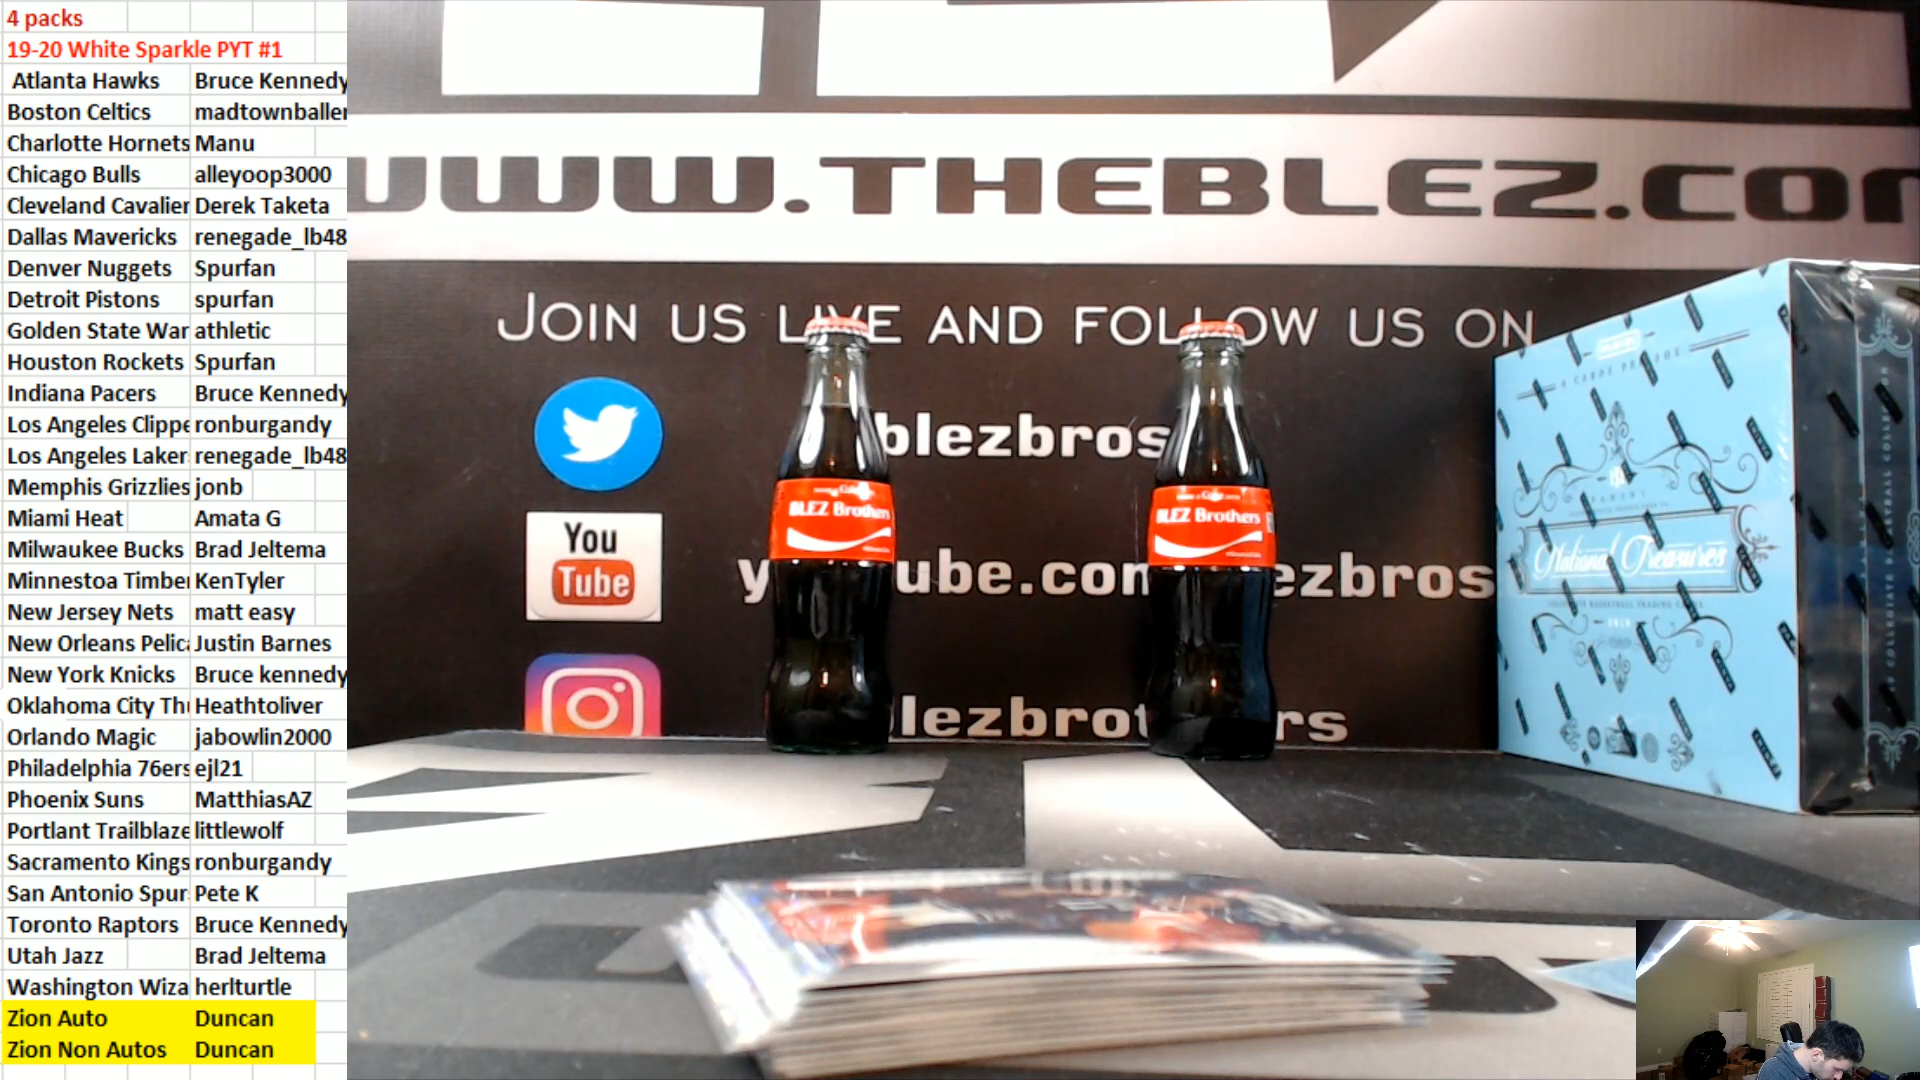 4 packs
19-20 White Sparkle PYT #1
Atlanta Hawks Bruce Kennedy
Boston Celtics madtownballer
Charlotte Hornets Manu
Chicago Bulls alleyoop3000
Cleveland Cavalier Derek Taketa
Dallas Mavericks renegade_lb48
Denver Nuggets Spurfan
Detroit Pistons spurfan
Golden State War athletic
Houston Rockets Spurfan
Indiana Pacers Bruce Kennedy
Los Angeles Clippe ronburgandy
Los Angeles Laker renegade_lb48
Memphis Grizzlies jonb
Miami Heat Amata G
Milwaukee Bucks Brad Jeltema
Minnestoa Timbe KenTyler
New Jersey Nets matt easy
New Orleans Pelic Justin Barnes
New York Knicks Bruce kennedy
Oklahoma City Thu Heathtoliver
Orlando Magic jabowlin2000
Philadelphia 76ers ejl21
Phoenix Suns MatthiasAZ
Portlant Trailblaze littlewolf
Sacramento Kings ronburgandy
San Antonio Spur Pete K
Toronto Raptors Bruce Kennedy
Utah Jazz Brad Jeltema
Washington Wiza herlturtle
Zion Auto Duncan
Zion Non Autos Duncan
WWW.THEBLEZ.CO
JOIN US LIVE AND FOLLOW US ON
blezbros
You
Tube
y ube.com ezbros
lezbrot rs
BLEZ Brothers
BLEZ Brothers
PANINI
National Treasures